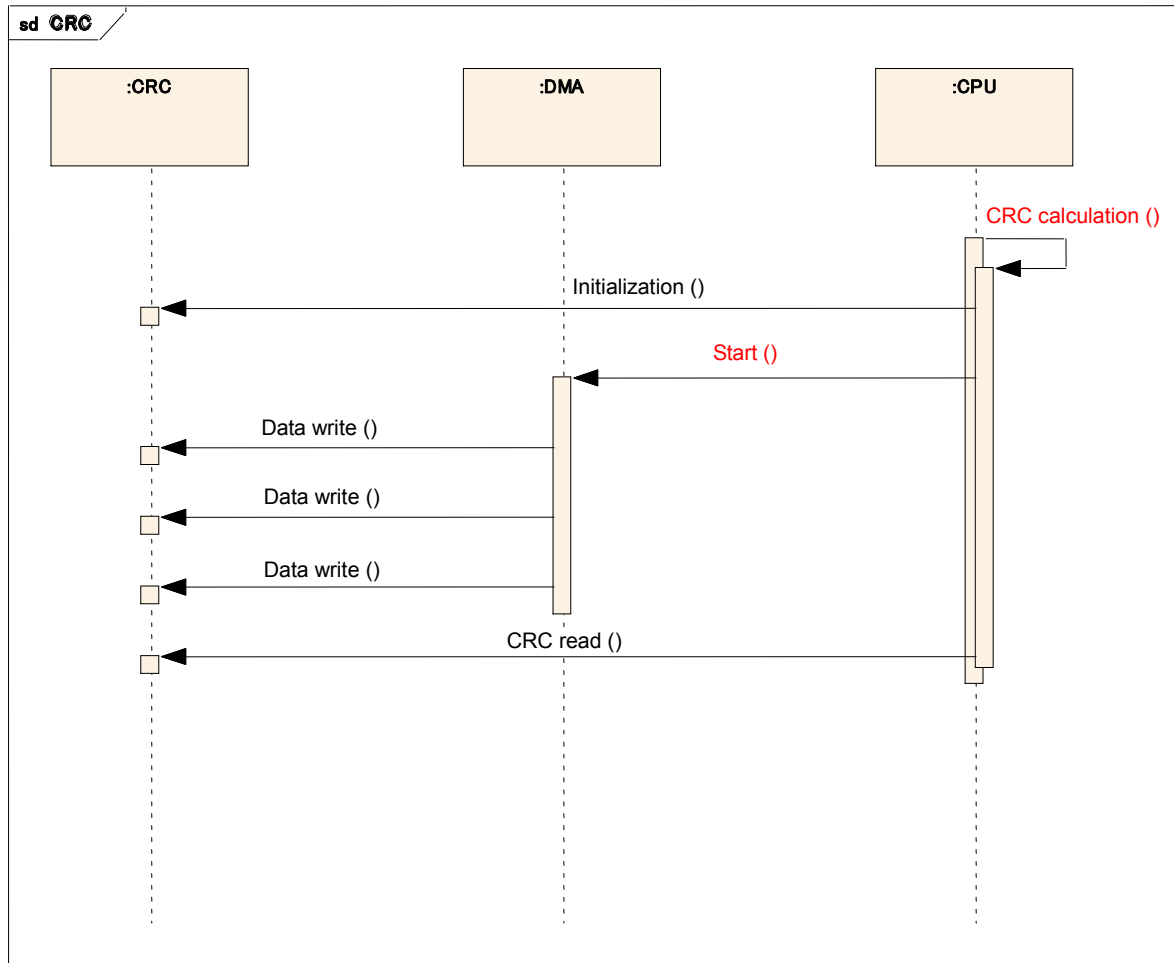 sd CRC
:CRC
:DMA
:CPU
CRC calculation ()
Initialization ()
Start ()
Data write ()
Data write ()
Data write ()
CRC read ()